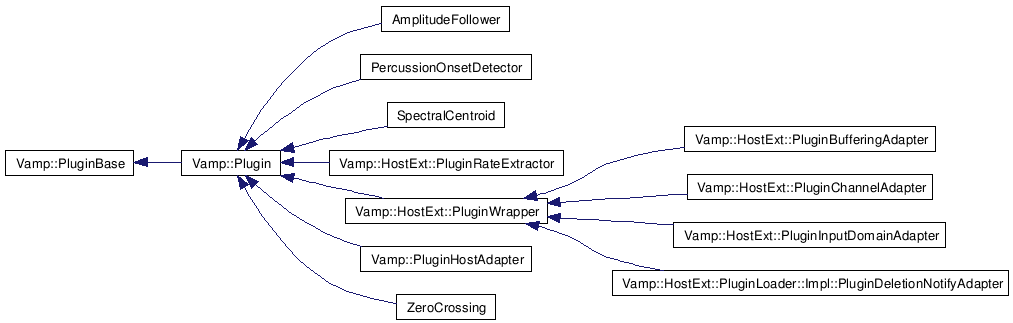 AmplitudeFollower
PercussionOnsetDetector
SpectralCentroid
Vamp::HostExt::PluginBufferingAdapter
Vamp::PluginBase
Vamp::Plugin
Vamp::HostExt::PluginRateExtractor
Vamp::HostExt::PluginChannelAdapter
Vamp::HostExt::PluginWrapper
Vamp::HostExt::PluginInputDomainAdapter
Vamp::PluginHostAdapter
Vamp::HostExt::PluginLoader::Impl::PluginDeletionNotifyAdapter
ZeroCrossing